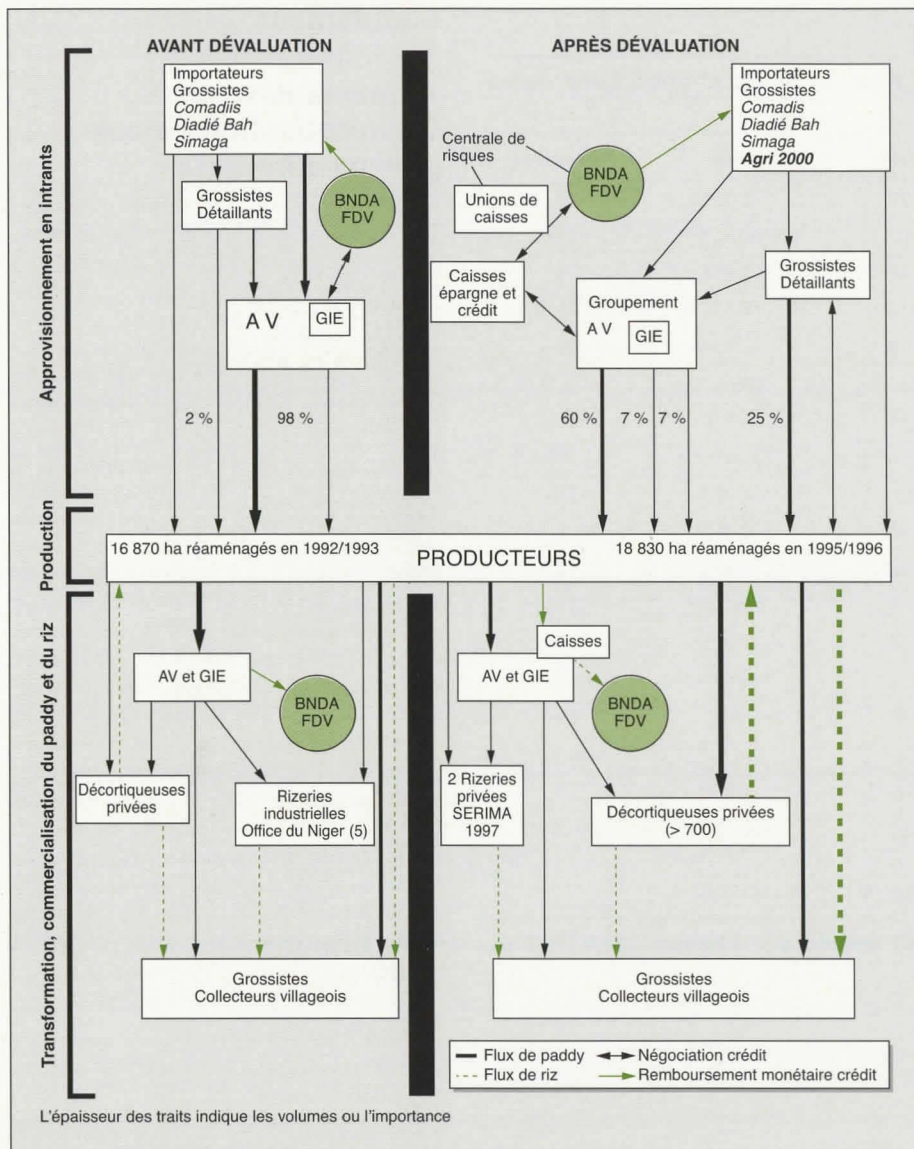 AVANT DÉVALUATION
APRÈS DÉVALUATION
Approvisionnement en intrants
Importateurs
Grossistes
Comadiis
Diadié Bah
Simaga
Grossistes
Détaillants
BNDA
FDV
A V
GIE
2 %
98 %
Centrale de
risques
Unions de
caisses
BNDA
FDV
Importateurs
Grossistes
Comadis
Diadié Bah
Simaga
Agri 2000
Caisses
épargne et
crédit
Groupement
A V
GIE
Grossistes
Détaillants
60 %
7 %
7 %
25 %
Production
16 870 ha réaménagés en 1992/1993
PRODUCTEURS
18 830 ha réaménagés en 1995/1996
Transformation, commercialisation du paddy et du riz
AV et GIE
BNDA
FDV
Décortiqueuses
privées
Rizeries
industrielles
Office du Niger (5)
Grossistes
Collecteurs villageois
Caisses
AV et GIE
BNDA
FDV
2 Rizeries
privées
SERIMA
1997
Décortiqueuses privées
(> 700)
Grossistes
Collecteurs villageois
Flux de paddy
Négociation crédit
Flux de riz
Remboursement monétaire crédit
L'épaisseur des traits indique les volumes ou l'importance